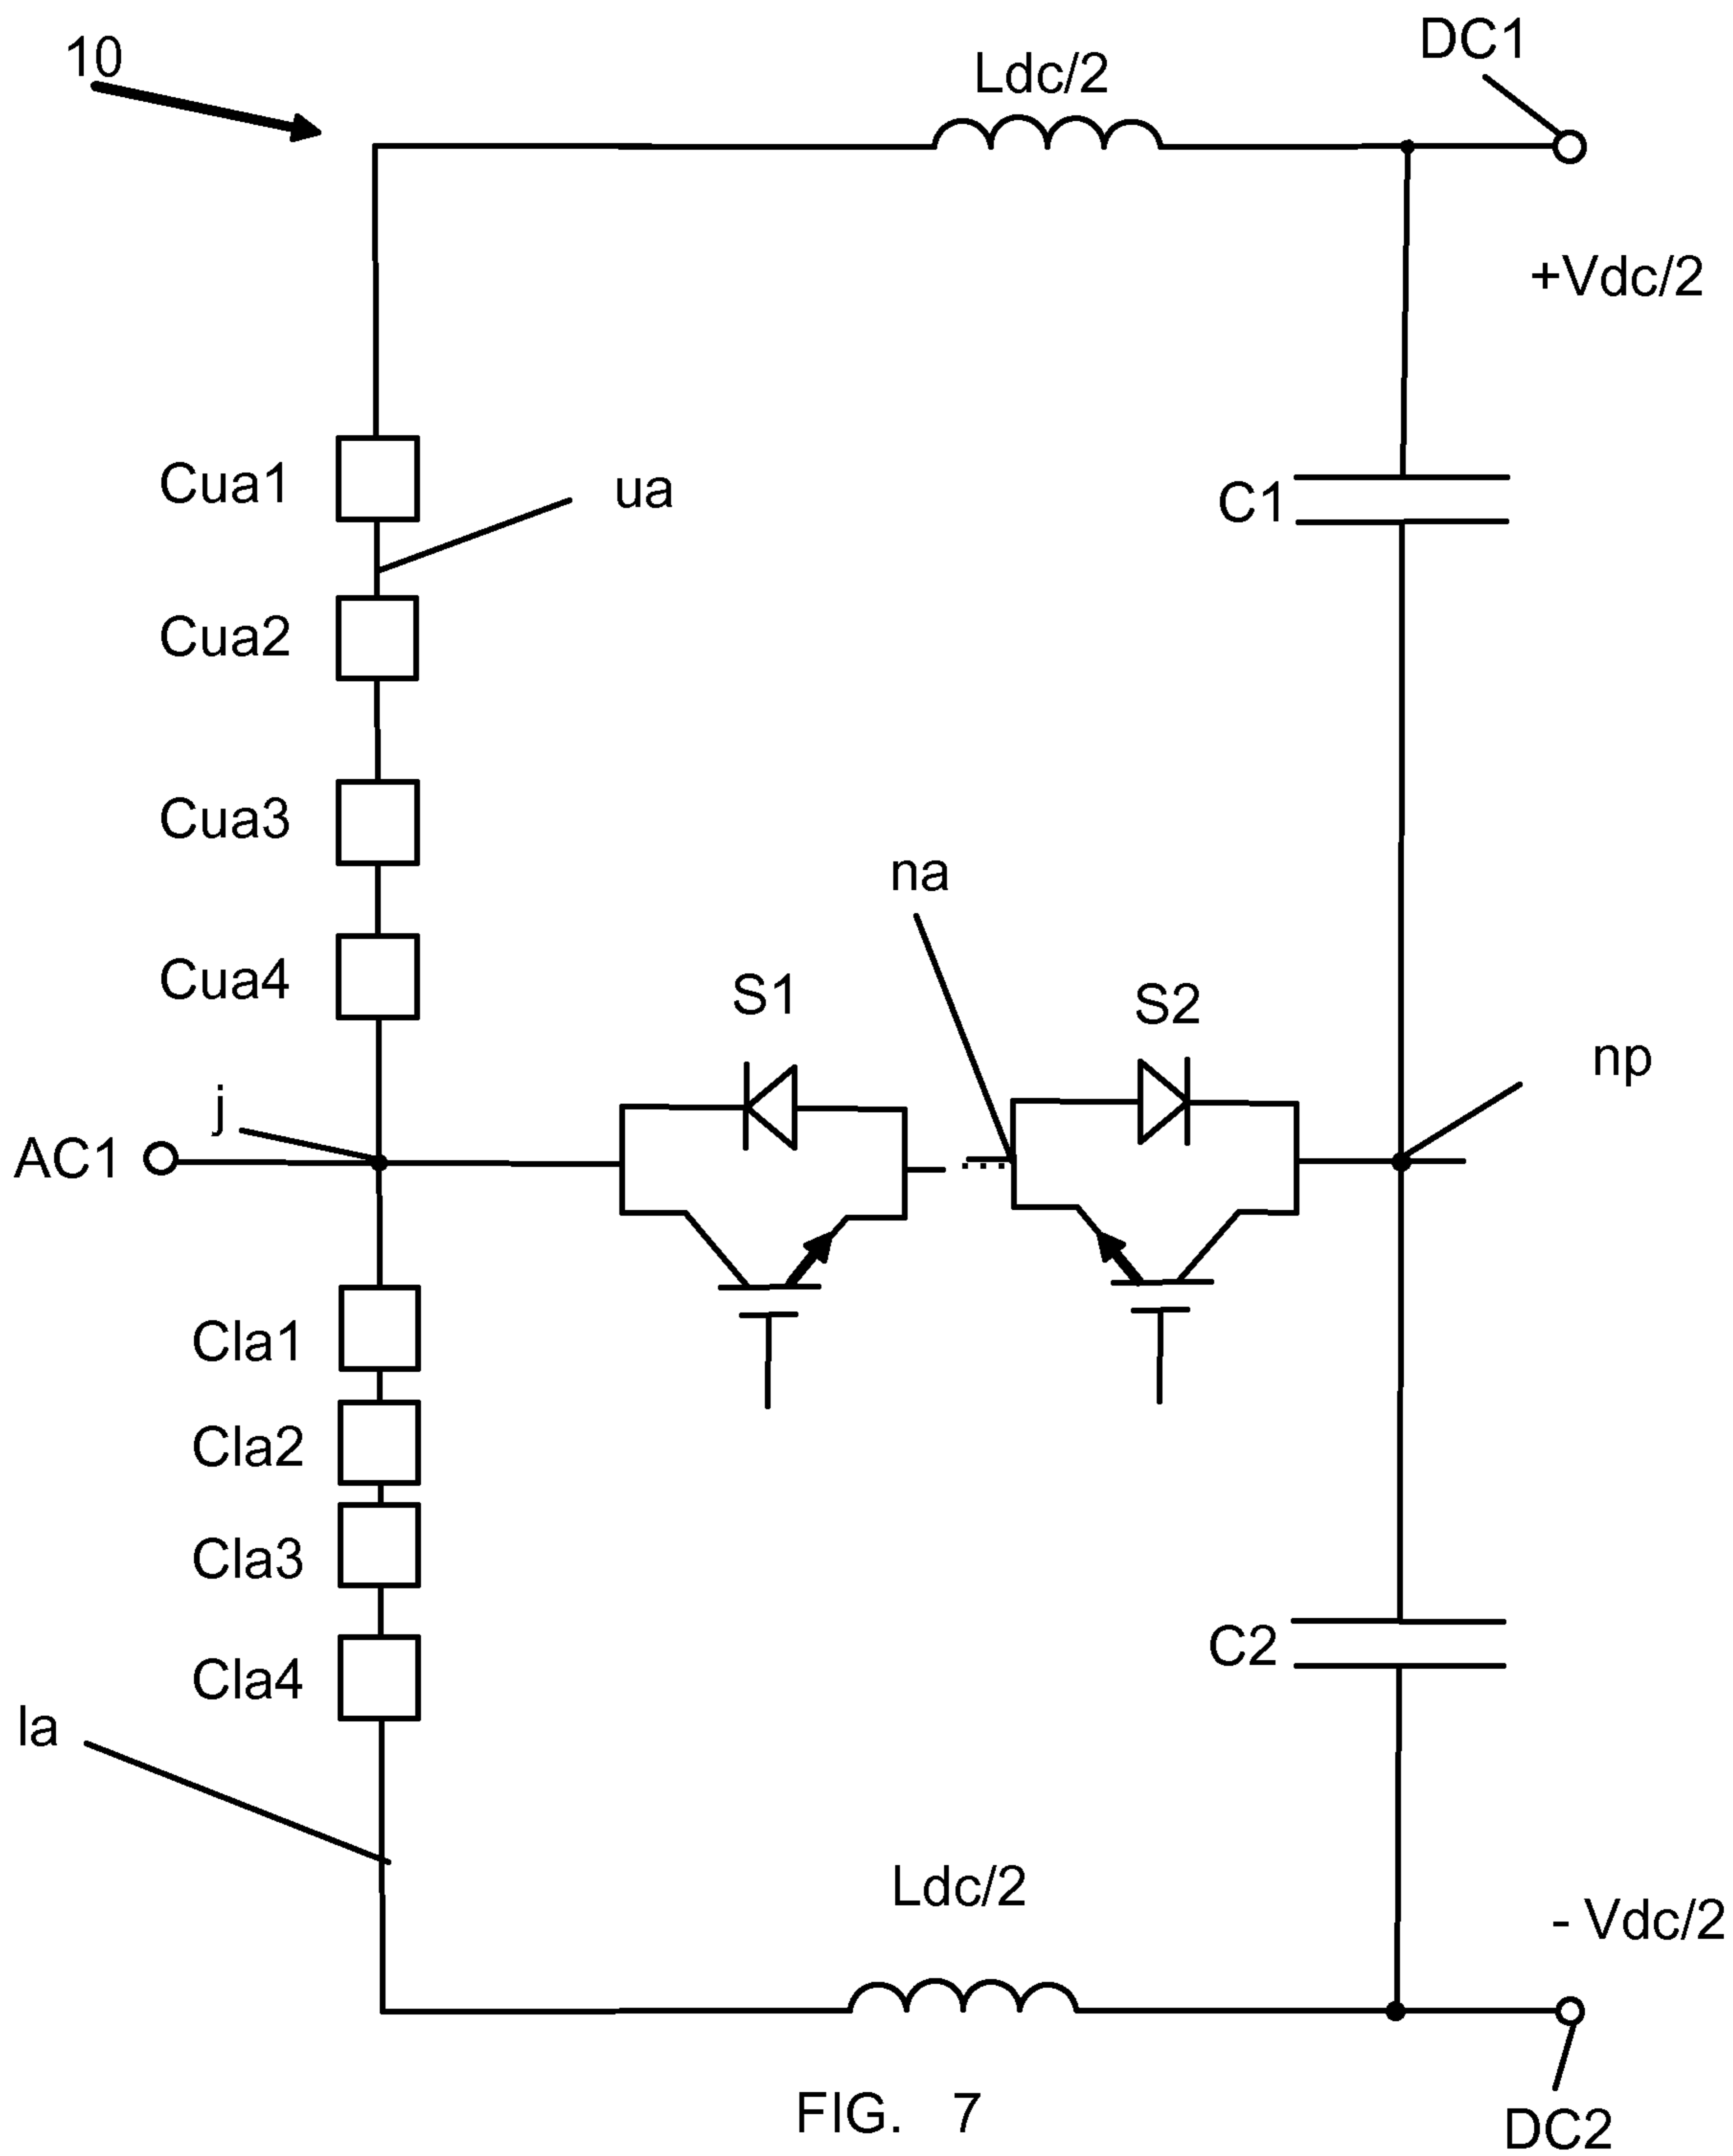 10
Ldc/2
DC1
+Vdc/2
Cua1
ua
C1
Cua2
Cua3
na
Cua4
S1
S2
np
j
AC1
Cla1
Cla2
Cla3
C2
Cla4
la
Ldc/2
- Vdc/2
FIG. 7
DC2